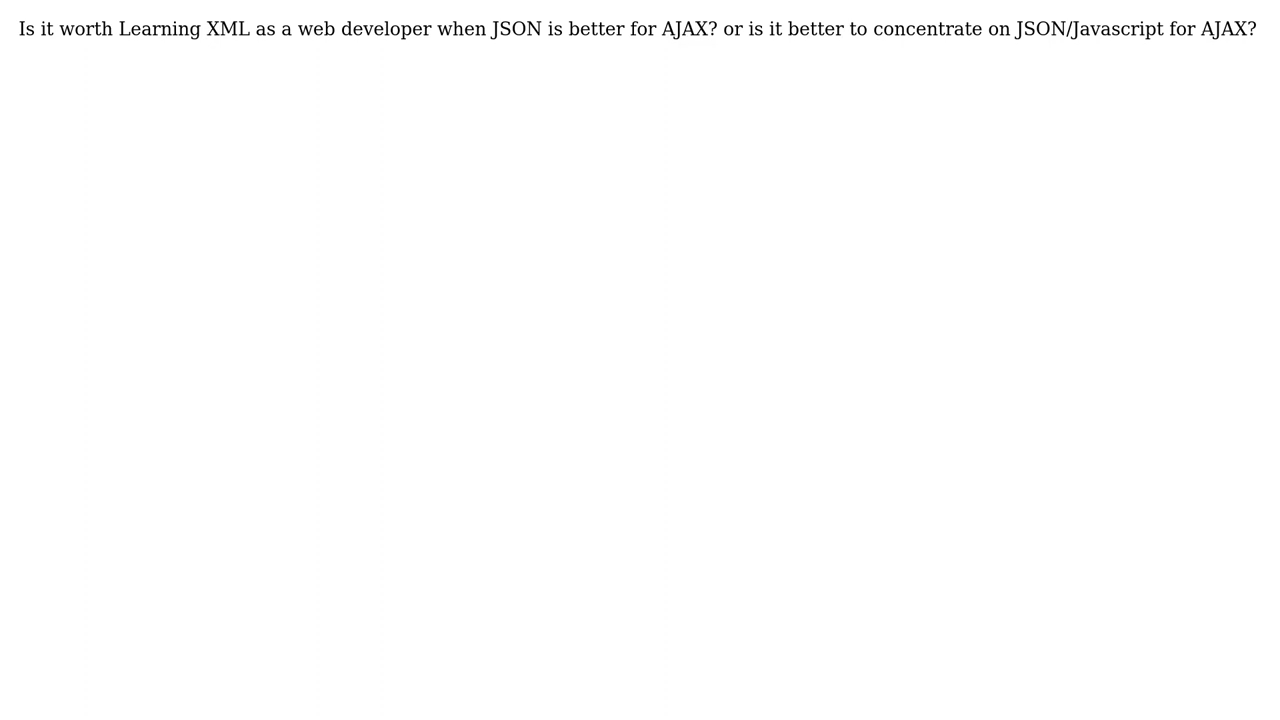 Is it worth Learning XML as a web developer when JSON is better for AJAX? or is it better to concentrate on JSON/Javascript for AJAX?